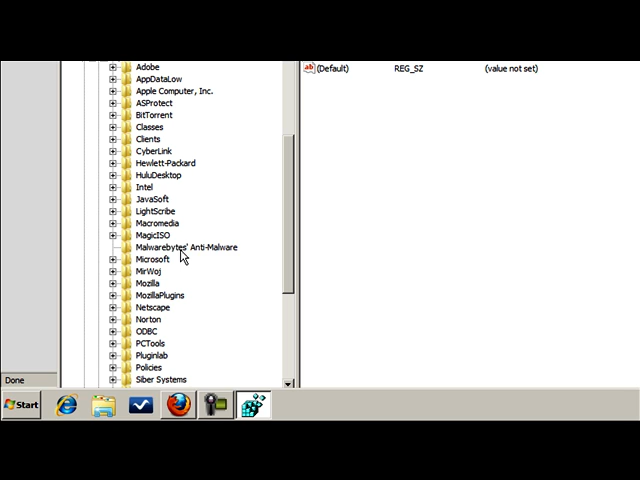 Adobe
(Default) REG_SZ (value not set)
AppDataLow
Apple Computer, Inc.
ASProtect
BitTorrent
Classes
Clients
CyberLink
Hewlett-Packard
HuluDesktop
Intel
JavaSoft
LightScribe
Macromedia
MagicISO
Malwarebytes' Anti-Malware
Microsoft
MirWoj
Mozilla
MozillaPlugins
Netscape
Norton
ODBC
PCTools
Pluginlab
Policies
Siber Systems
Done
Start